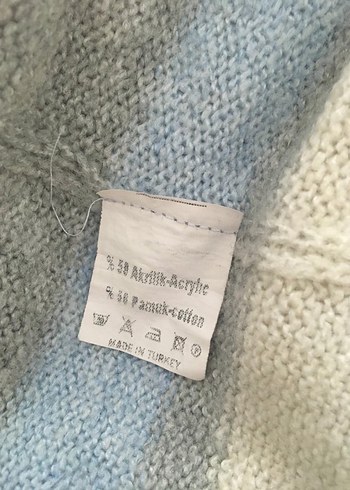 % 50 Akrilik-Acrylic
% 50 Pamuk-cotton
MADE IN TURKEY